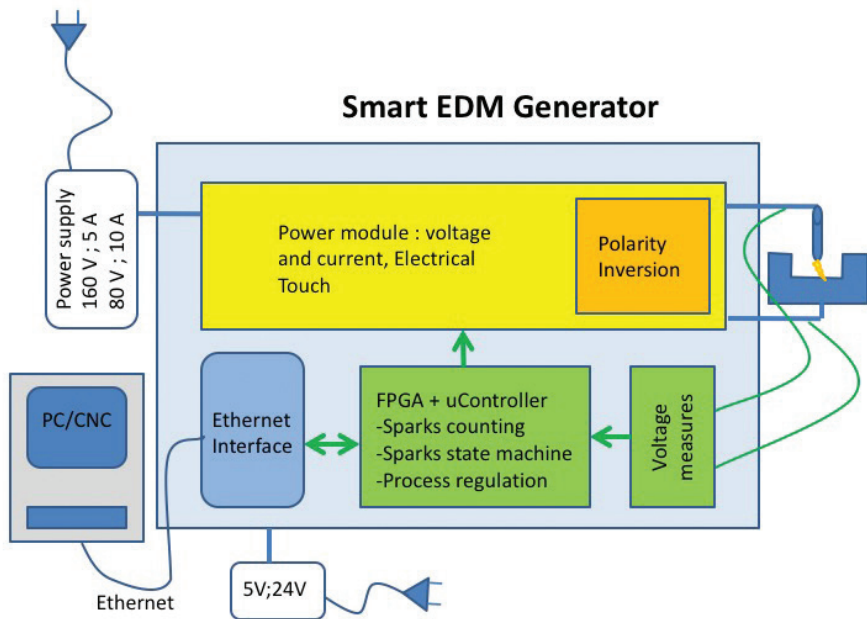 Smart EDM Generator
Power supply
160 V ; 5 A
80 V ; 10 A
Power module : voltage
and current, Electrical
Touch
Polarity
Inversion
PC/CNC
Ethernet
Interface
FPGA + uController
-Sparks counting
-Sparks state machine
-Process regulation
Voltage
measures
Ethernet
5V;24V